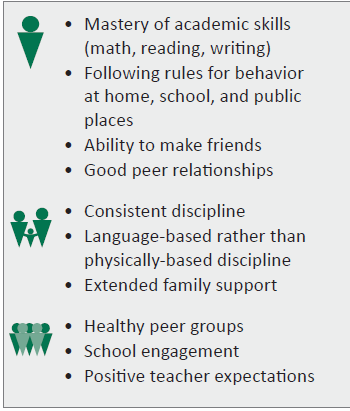 • Mastery of academic skills
(math, reading, writing)
• Following rules for behavior
at home, school, and public
places
• Ability to make friends
• Good peer relationships
• Consistent discipline
• Language-based rather than
physically-based discipline
• Extended family support
• Healthy peer groups
• School engagement
• Positive teacher expectations